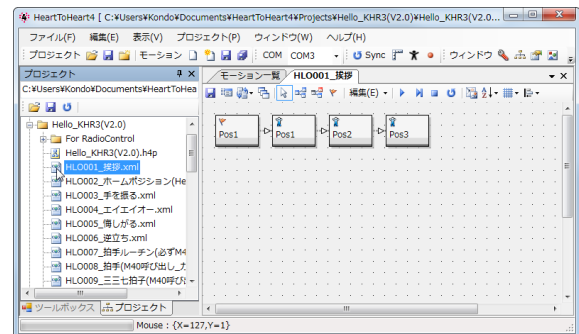 HeartToHeart4 [ C:¥Users¥Kondo¥Documents¥HeartToHeart4¥Projects¥Hello_KHR3(V2.0)¥Hello_KHR3(V2.0...
ファイル(F) 編集(E) 表示(V) プロジェクト(P) ウィンドウ(W) ヘルプ(H)
プロジェクト モーション COM COM3 Sync ウィンドウ
プロジェクト
モーション一覧 HLO001_挨拶
C:¥Users¥Kondo¥Documents¥HeartToHea
編集(E)
Hello_KHR3(V2.0)
For RadioControl
Hello_KHR3(V2.0).h4p
HLO001_挨拶.xml
HLO002_ホームポジション(He
HLO003_手を振る.xml
HLO004_エイエイオー.xml
HLO005_悔しがる.xml
HLO006_逆立ち.xml
HLO007_拍手ルーチン(必ずM4
HLO008_拍手(M40呼び出し_カ
HLO009_三三七拍子(M40呼び
Pos1 Pos1 Pos2 Pos3
ツールボックス プロジェクト
Mouse : {X=127,Y=1}